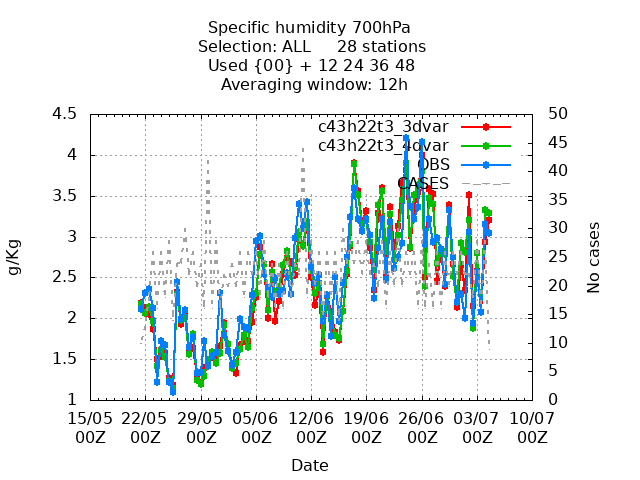 Specific humidity 700hPa
Selection: ALL     28 stations
Used {00} + 12 24 36 48
Averaging window: 12h
c43h22t3_3dvar
c43h22t3_4dvar
OBS
CASES
4.5
4
3.5
3
2.5
2
1.5
1
50
45
40
35
30
25
20
15
10
5
0
g/Kg
No cases
15/05 22/05 29/05 05/06 12/06 19/06 26/06 03/07 10/07
00Z 00Z 00Z 00Z 00Z 00Z 00Z 00Z 00Z
Date